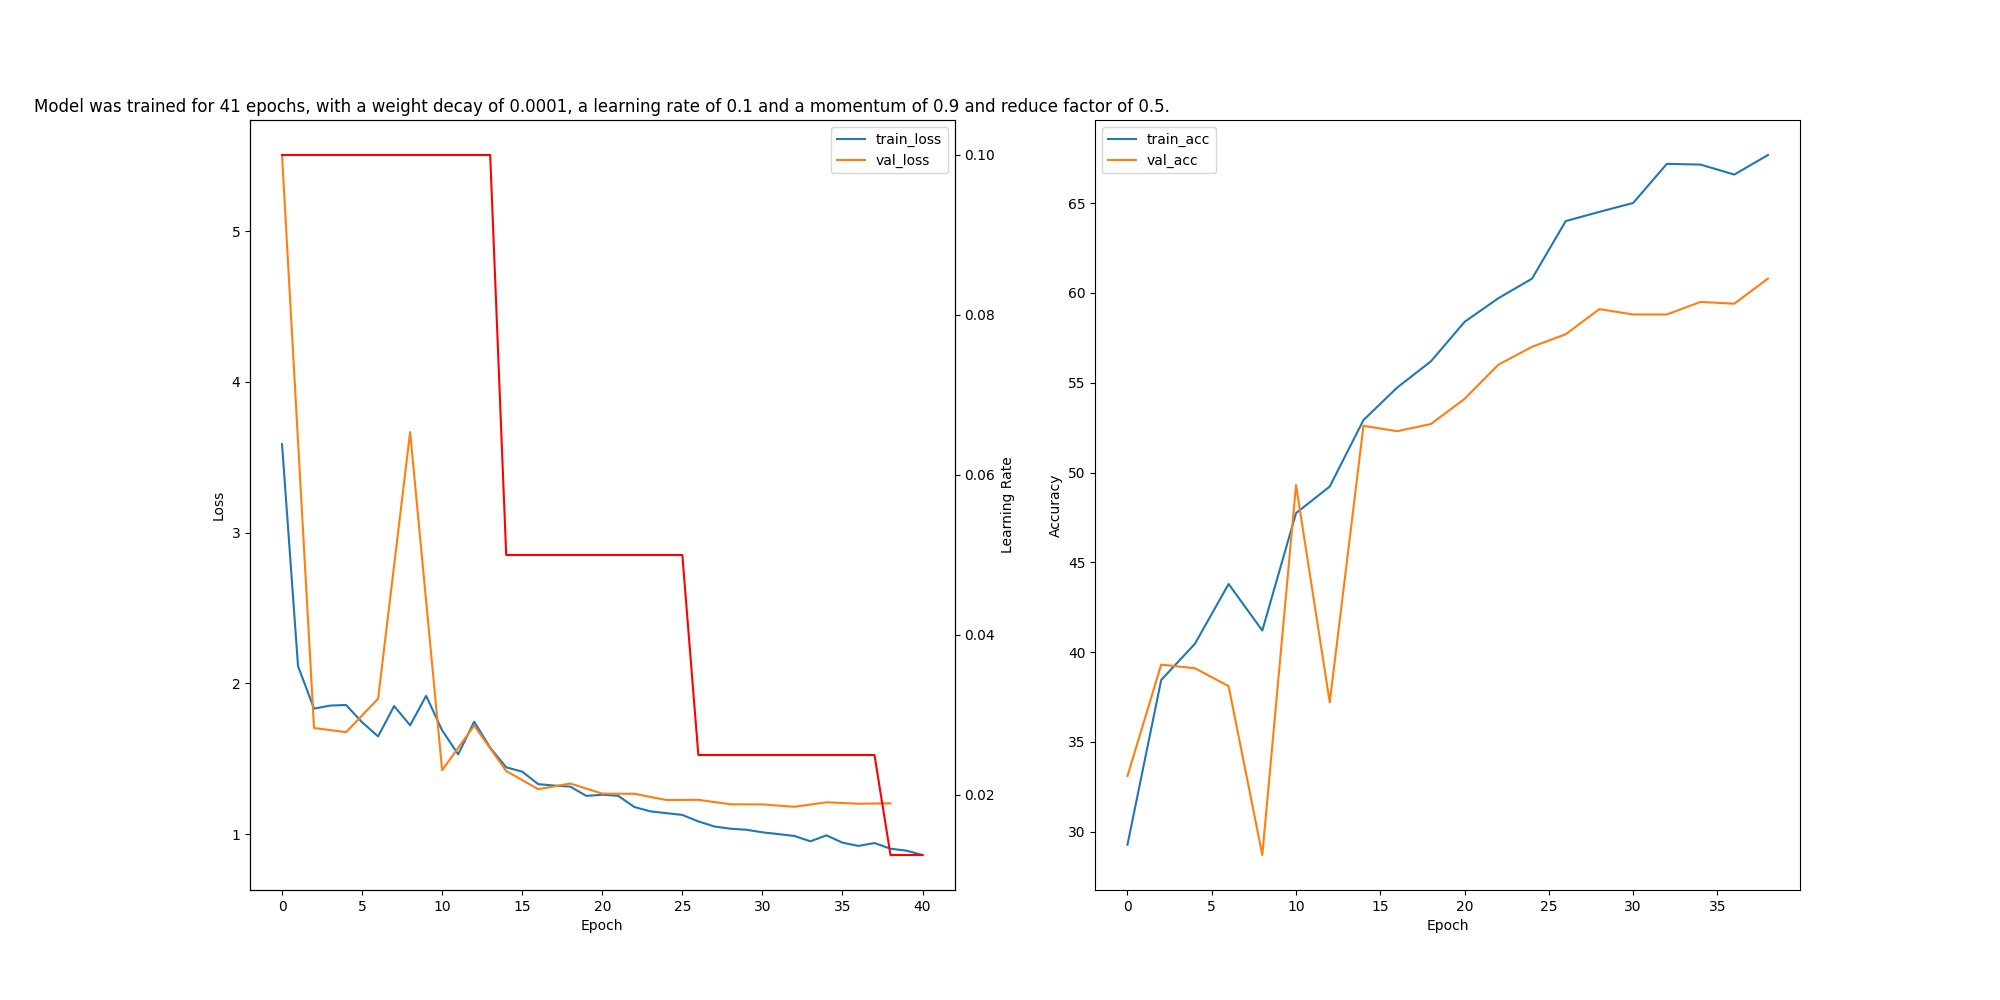 Model was trained for 41 epochs, with a weight decay of 0.0001, a learning rate of 0.1 and a momentum of 0.9 and reduce factor of 0.5.
train_loss
val_loss
5
4
3
2
1
Loss
0 5 10 15 20 25 30 35 40
Epoch
0.10
0.08
0.06
0.04
0.02
Learning Rate
train_acc
val_acc
65
60
55
50
45
40
35
30
Accuracy
0 5 10 15 20 25 30 35
Epoch